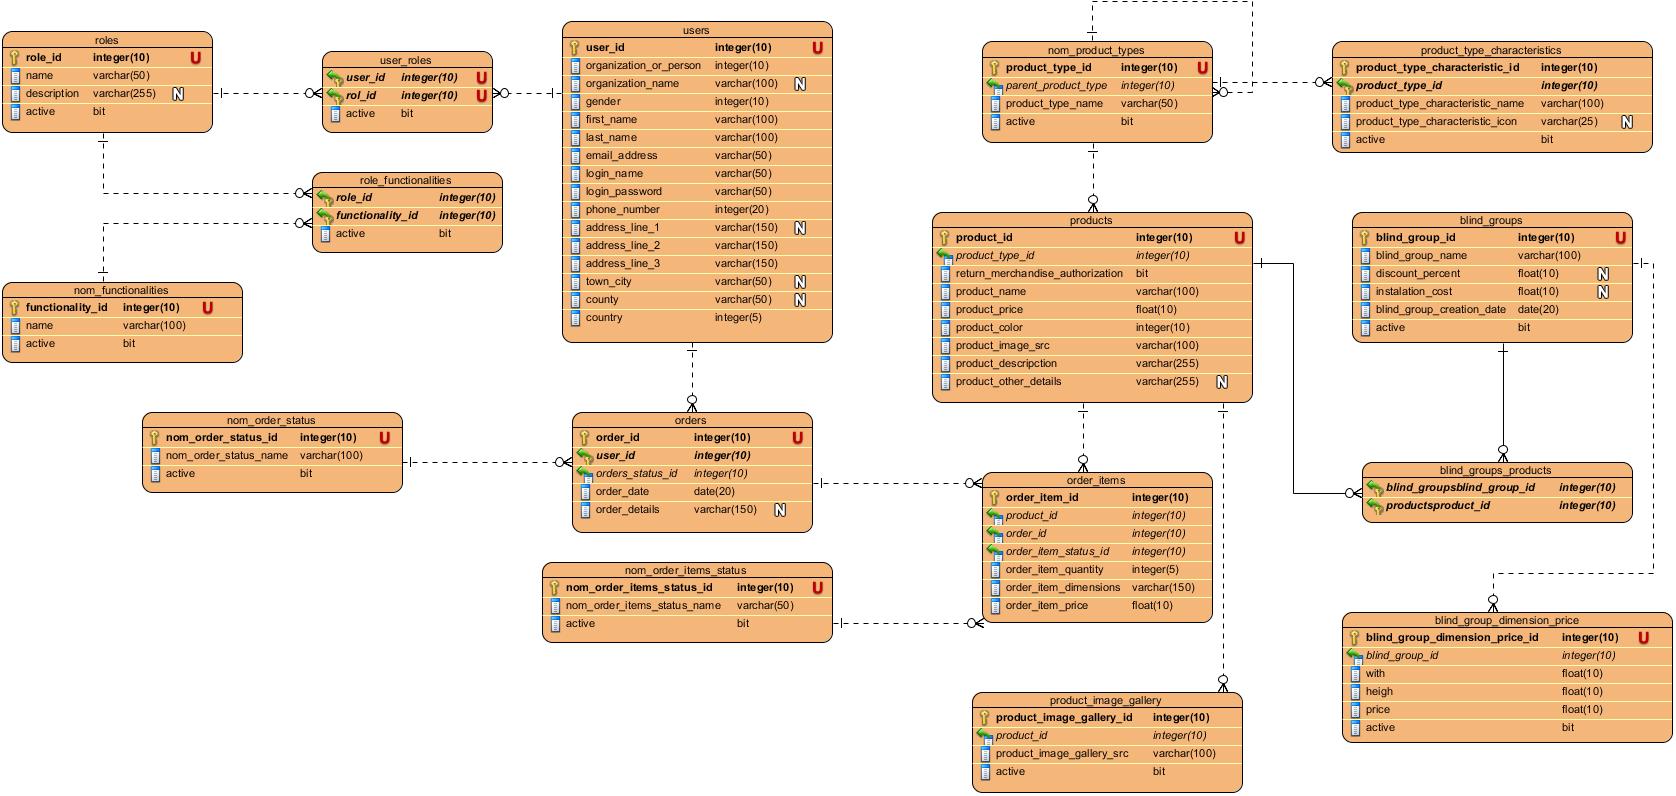 roles
role_id integer(10) U
name varchar(50)
description varchar(255) N
active bit
user_roles
user_id integer(10) U
rol_id integer(10) U
active bit
users
user_id integer(10) U
organization_or_person integer(10)
organization_name varchar(100) N
gender integer(10)
first_name varchar(100)
last_name varchar(100)
email_address varchar(50)
login_name varchar(50)
login_password varchar(50)
phone_number integer(20)
address_line_1 varchar(150) N
address_line_2 varchar(150)
address_line_3 varchar(150)
town_city varchar(50) N
county varchar(50) N
country integer(5)
nom_product_types
product_type_id integer(10) U
parent_product_type integer(10)
product_type_name varchar(50)
active bit
product_type_characteristics
product_type_characteristic_id integer(10)
product_type_id integer(10)
product_type_characteristic_name varchar(100)
product_type_characteristic_icon varchar(25) N
active bit
role_functionalities
role_id integer(10)
functionality_id integer(10)
active bit
nom_functionalities
functionality_id integer(10) U
name varchar(100)
active bit
products
product_id integer(10) U
product_type_id integer(10)
return_merchandise_authorization bit
product_name varchar(100)
product_price float(10)
product_color integer(10)
product_image_src varchar(100)
product_description varchar(255)
product_other_details varchar(255) N
blind_groups
blind_group_id integer(10) U
blind_group_name varchar(100)
discount_percent float(10) N
instalation_cost float(10) N
blind_group_creation_date date(20)
active bit
nom_order_status
nom_order_status_id integer(10) U
nom_order_status_name varchar(100)
active bit
orders
order_id integer(10) U
user_id integer(10)
orders_status_id integer(10)
order_date date(20)
order_details varchar(150) N
order_items
order_item_id integer(10)
product_id integer(10)
order_id integer(10)
order_item_status_id integer(10)
order_item_quantity integer(5)
order_item_dimensions varchar(150)
order_item_price float(10)
blind_groups_products
blind_groupsblind_group_id integer(10)
productsproduct_id integer(10)
nom_order_items_status
nom_order_items_status_id integer(10) U
nom_order_items_status_name varchar(50)
active bit
blind_group_dimension_price
blind_group_dimension_price_id integer(10) U
blind_group_id integer(10)
with float(10)
heigh float(10)
price float(10)
active bit
product_image_gallery
product_image_gallery_id integer(10)
product_id integer(10)
product_image_gallery_src varchar(100)
active bit